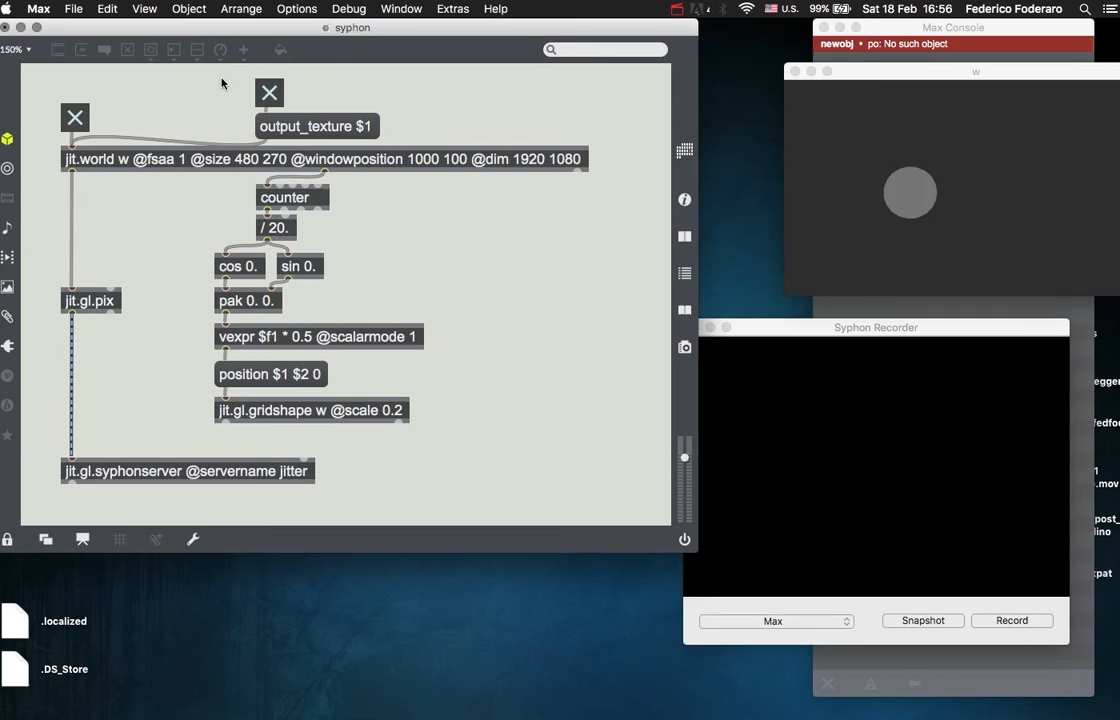 Max File Edit View Object Arrange Options Debug Window Extras Help U.S. 99% Sat 18 Feb 16:56 Federico Foderaro
syphon
Max Console
150%
newobj • po: No such object
w
output_texture $1
jit.world w @fsaa 1 @size 480 270 @windowposition 1000 100 @dim 1920 1080
counter
/ 20.
cos 0. sin 0.
jit.gl.pix
pak 0. 0.
Syphon Recorder
vexpr $f1 * 0.5 @scalarmode 1
position $1 $2 0
jit.gl.gridshape w @scale 0.2
jit.gl.syphonserver @servername jitter
Max
Snapshot
Record
.localized
.DS_Store